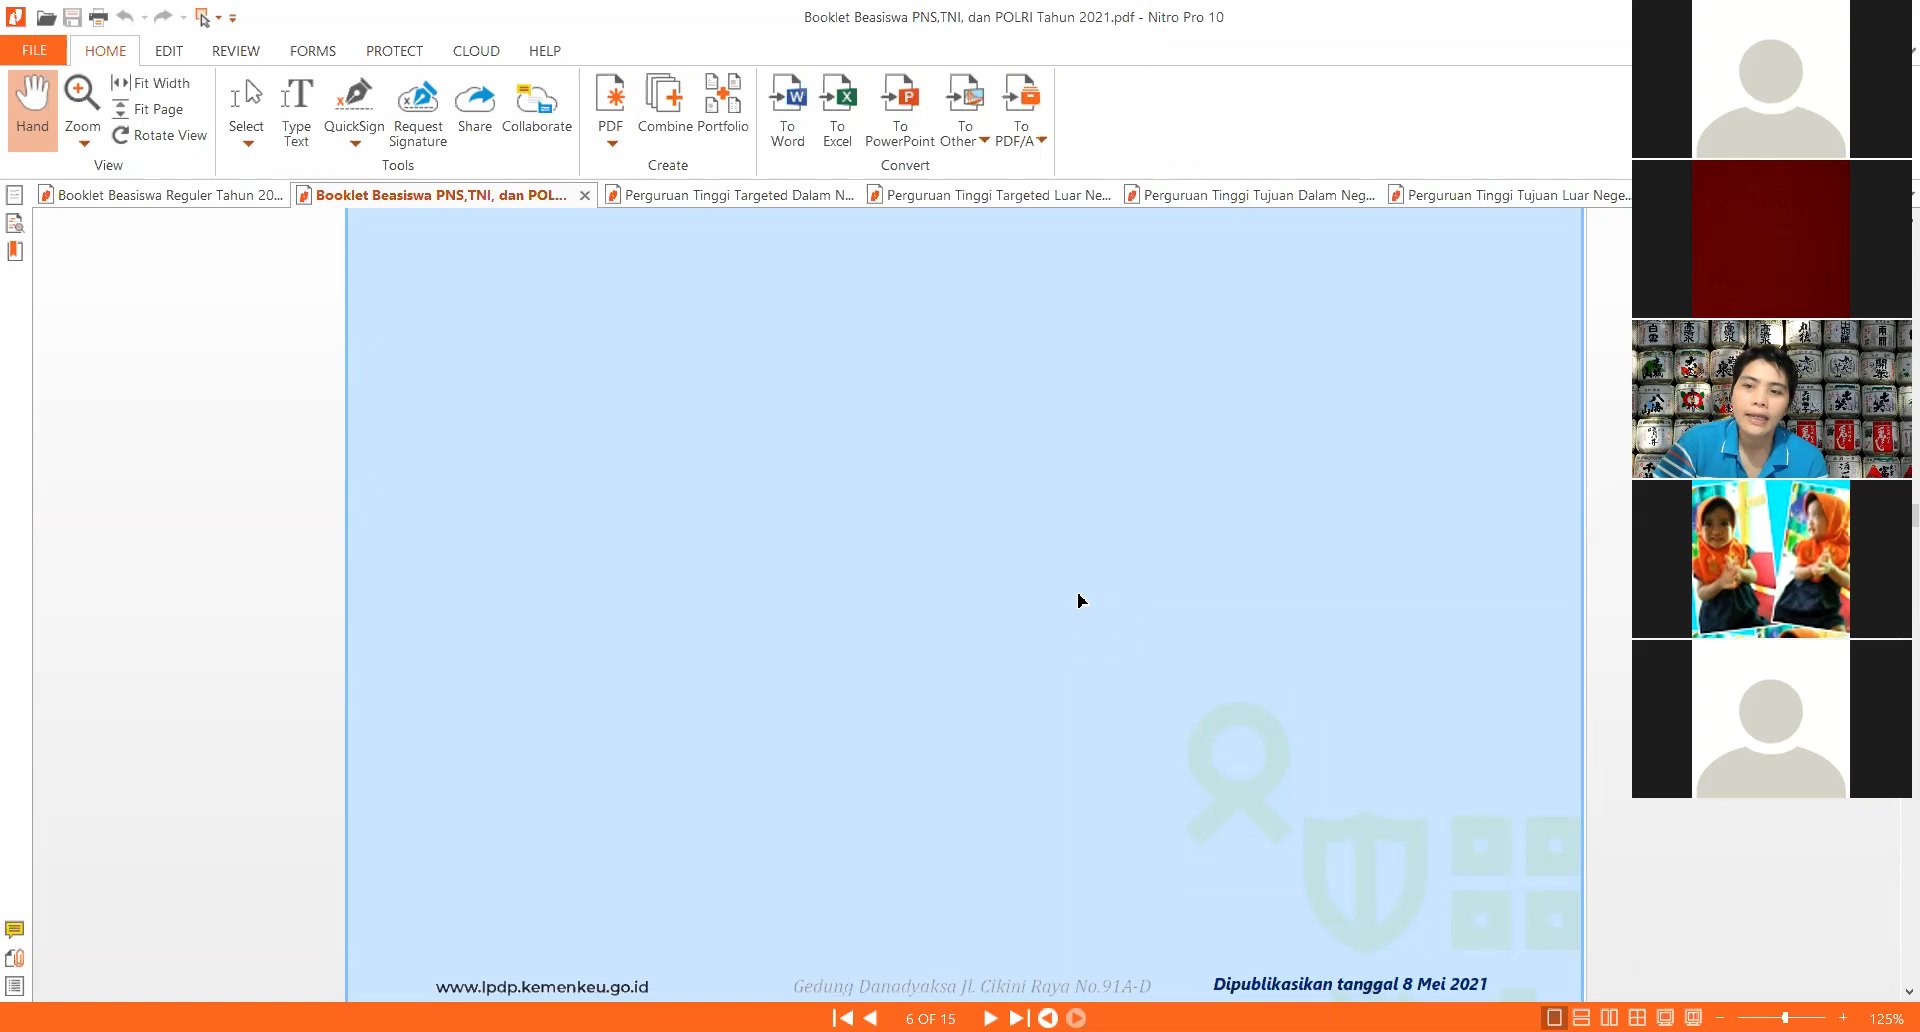 Booklet Beasiswa PNS,TNI, dan POLRI Tahun 2021.pdf - Nitro Pro 10
FILE HOME EDIT REVIEW FORMS PROTECT CLOUD HELP
Hand
Zoom
Fit Width
Fit Page
Rotate View
View
Select
Type Text
QuickSign
Request Signature
Share
Collaborate
Tools
PDF
Combine
Portfolio
Create
To Word
To Excel
To PowerPoint
To Other
To PDF/A
Convert
Booklet Beasiswa Reguler Tahun 20...
Booklet Beasiswa PNS,TNI, dan POL...
Perguruan Tinggi Targeted Dalam N...
Perguruan Tinggi Targeted Luar Ne...
Perguruan Tinggi Tujuan Dalam Neg...
Perguruan Tinggi Tujuan Luar Nege...
www.lpdp.kemenkeu.go.id
Gedung Danadyaksa Jl. Cikini Raya No.91A-D
Dipublikasikan tanggal 8 Mei 2021
6 OF 15
125%